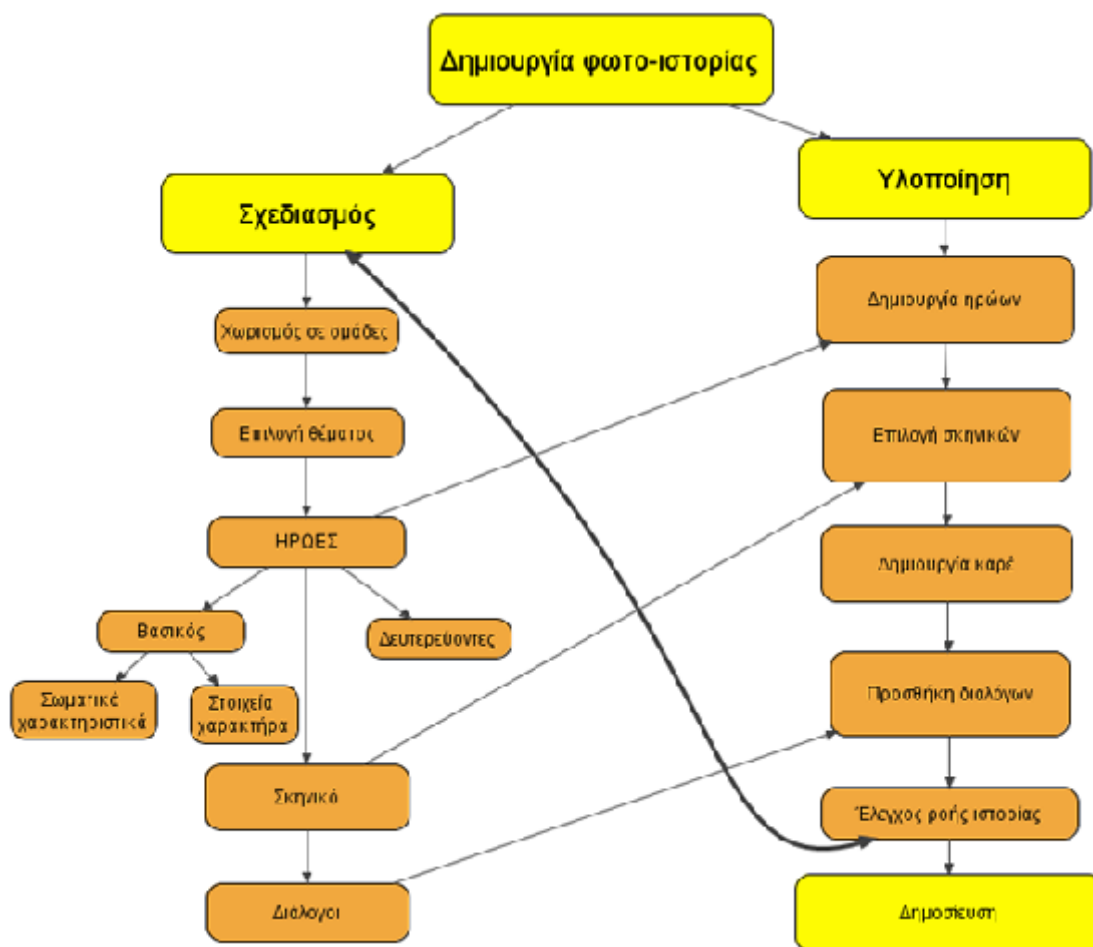 Δημιουργία φωτο-ιστορίας
Σχεδιασμός
Χωρισμός σε ομάδες
Επιλογή θέματος
ΗΡΩΕΣ
Βασικός
Δευτερεύοντες
Σωματικά
χαρακτηριστικά
Στοιχεία
χαρακτήρα
Σκηνικό
Διάλογοι
Υλοποίηση
Δημιουργία ηρώων
Επιλογή σκηνικών
Δημιουργία καρέ
Προσθήκη διαλόγων
Έλεγχος ροής ιστορίας
Δημοσίευση